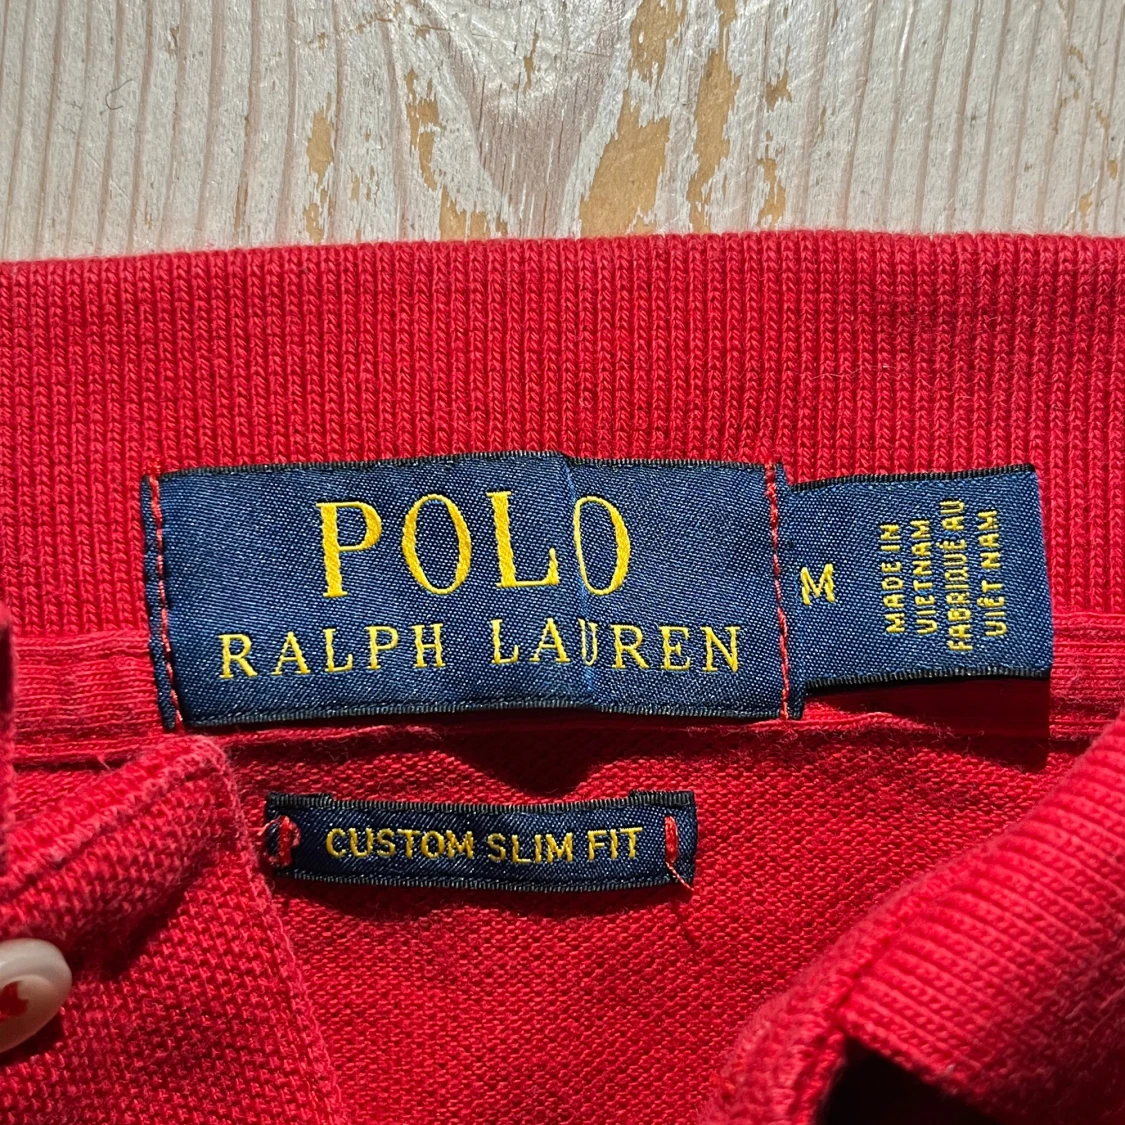 POLO
RALPH LAUREN
M
MADE IN
VIETNAM
FABRIQUÉ AU
VIÊT NAM
CUSTOM SLIM FIT